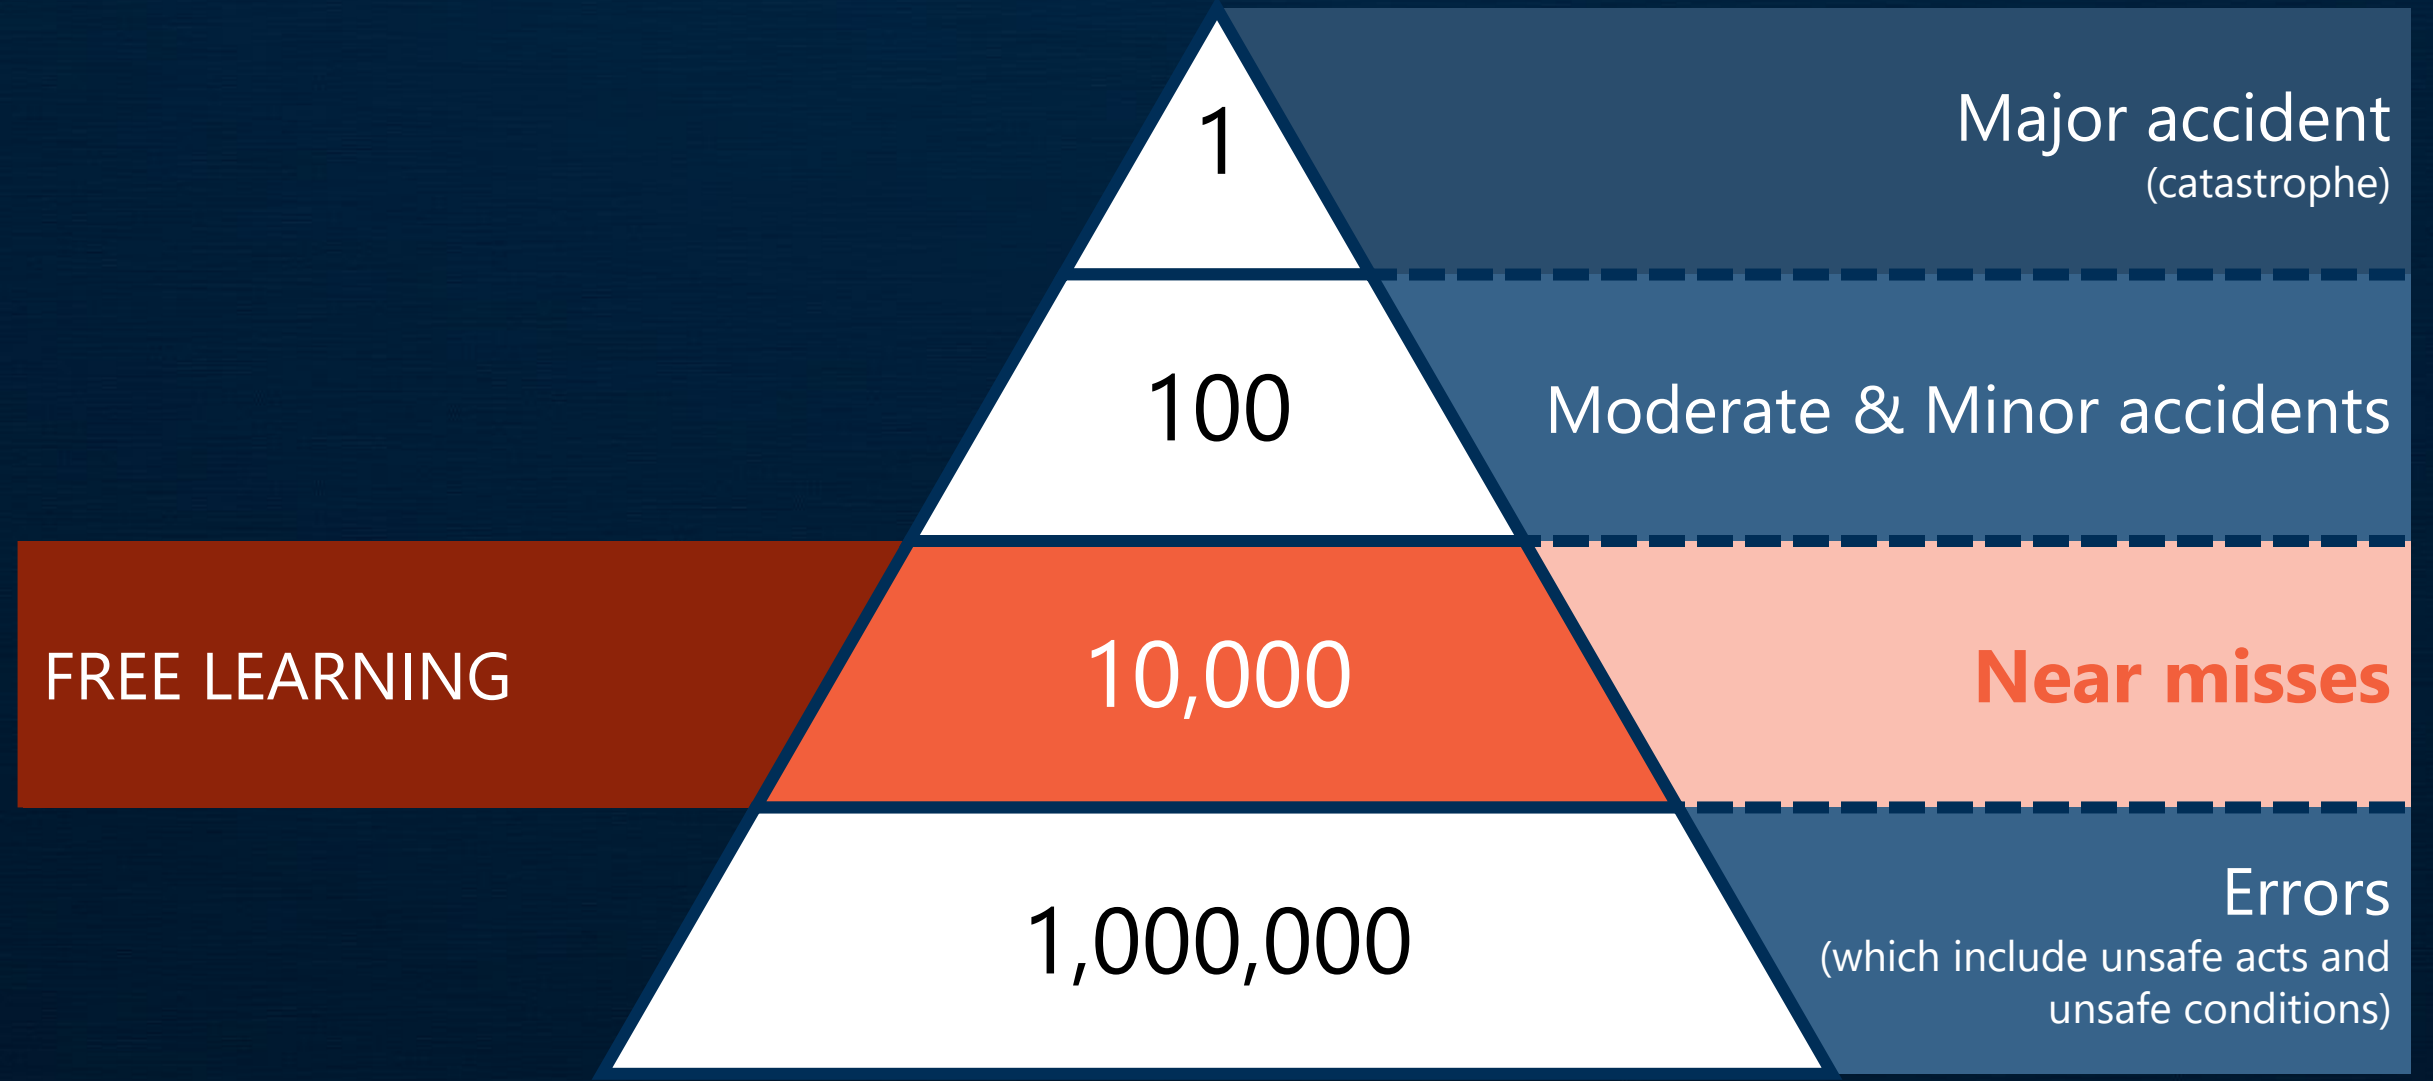 1
Major accident
(catastrophe)
100
Moderate & Minor accidents
FREE LEARNING
10,000
Near misses
1,000,000
Errors
(which include unsafe acts and
unsafe conditions)